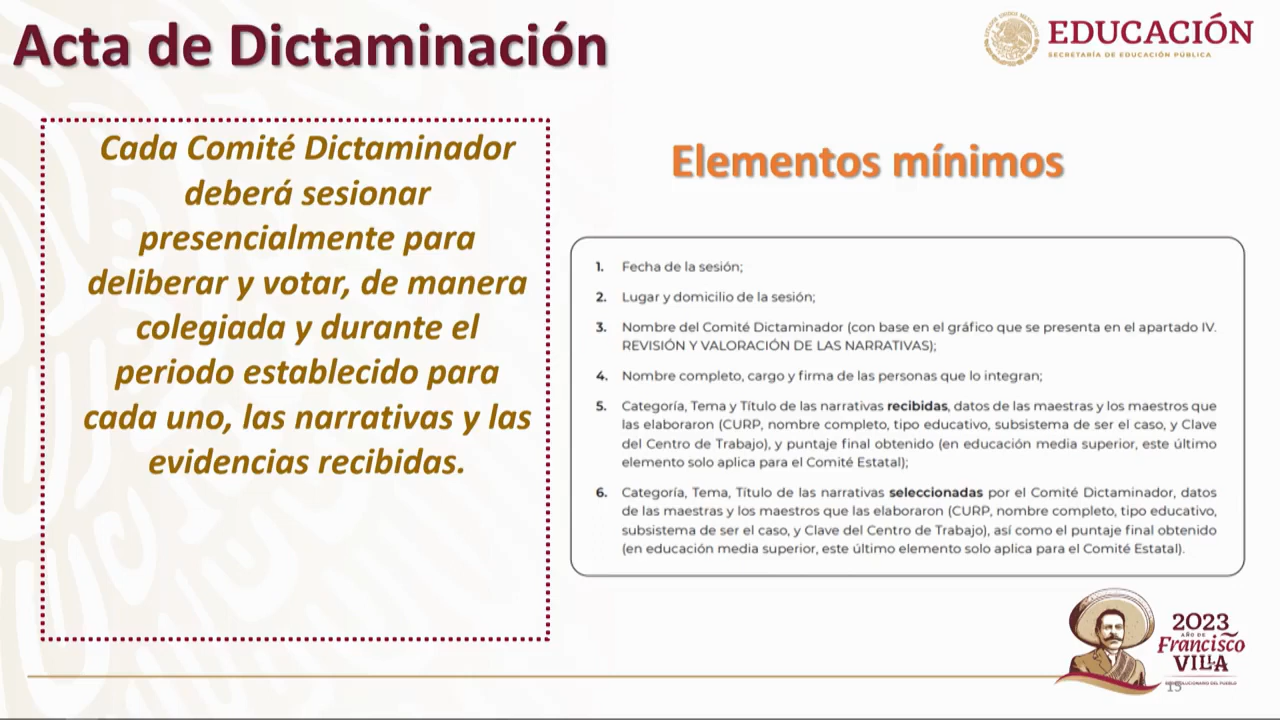 Acta de Dictaminación
EDUCACIÓN
SECRETARÍA DE EDUCACIÓN PÚBLICA
Cada Comité Dictaminador
deberá sesionar
presencialmente para
deliberar y votar, de manera
colegiada y durante el
periodo establecido para
cada uno, las narrativas y las
evidencias recibidas.
Elementos mínimos
1. Fecha de la sesión;
2. Lugar y domicilio de la sesión;
3. Nombre del Comité Dictaminador (con base en el gráfico que se presenta en el apartado IV.
REVISIÓN Y VALORACIÓN DE LAS NARRATIVAS);
4. Nombre completo, cargo y firma de las personas que lo integran;
5. Categoría, Tema y Título de las narrativas recibidas, datos de las maestras y los maestros que
las elaboraron (CURP, nombre completo, tipo educativo, subsistema de ser el caso, y Clave
del Centro de Trabajo), y puntaje final obtenido (en educación media superior, este último
elemento solo aplica para el Comité Estatal);
6. Categoría, Tema, Título de las narrativas seleccionadas por el Comité Dictaminador, datos
de las maestras y los maestros que las elaboraron (CURP, nombre completo, tipo educativo,
subsistema de ser el caso, y Clave del Centro de Trabajo), así como el puntaje final obtenido
(en educación media superior, este último elemento solo aplica para el Comité Estatal).
2023
AÑO DE
Francisco
VILLA
DEL PUEBLO
15